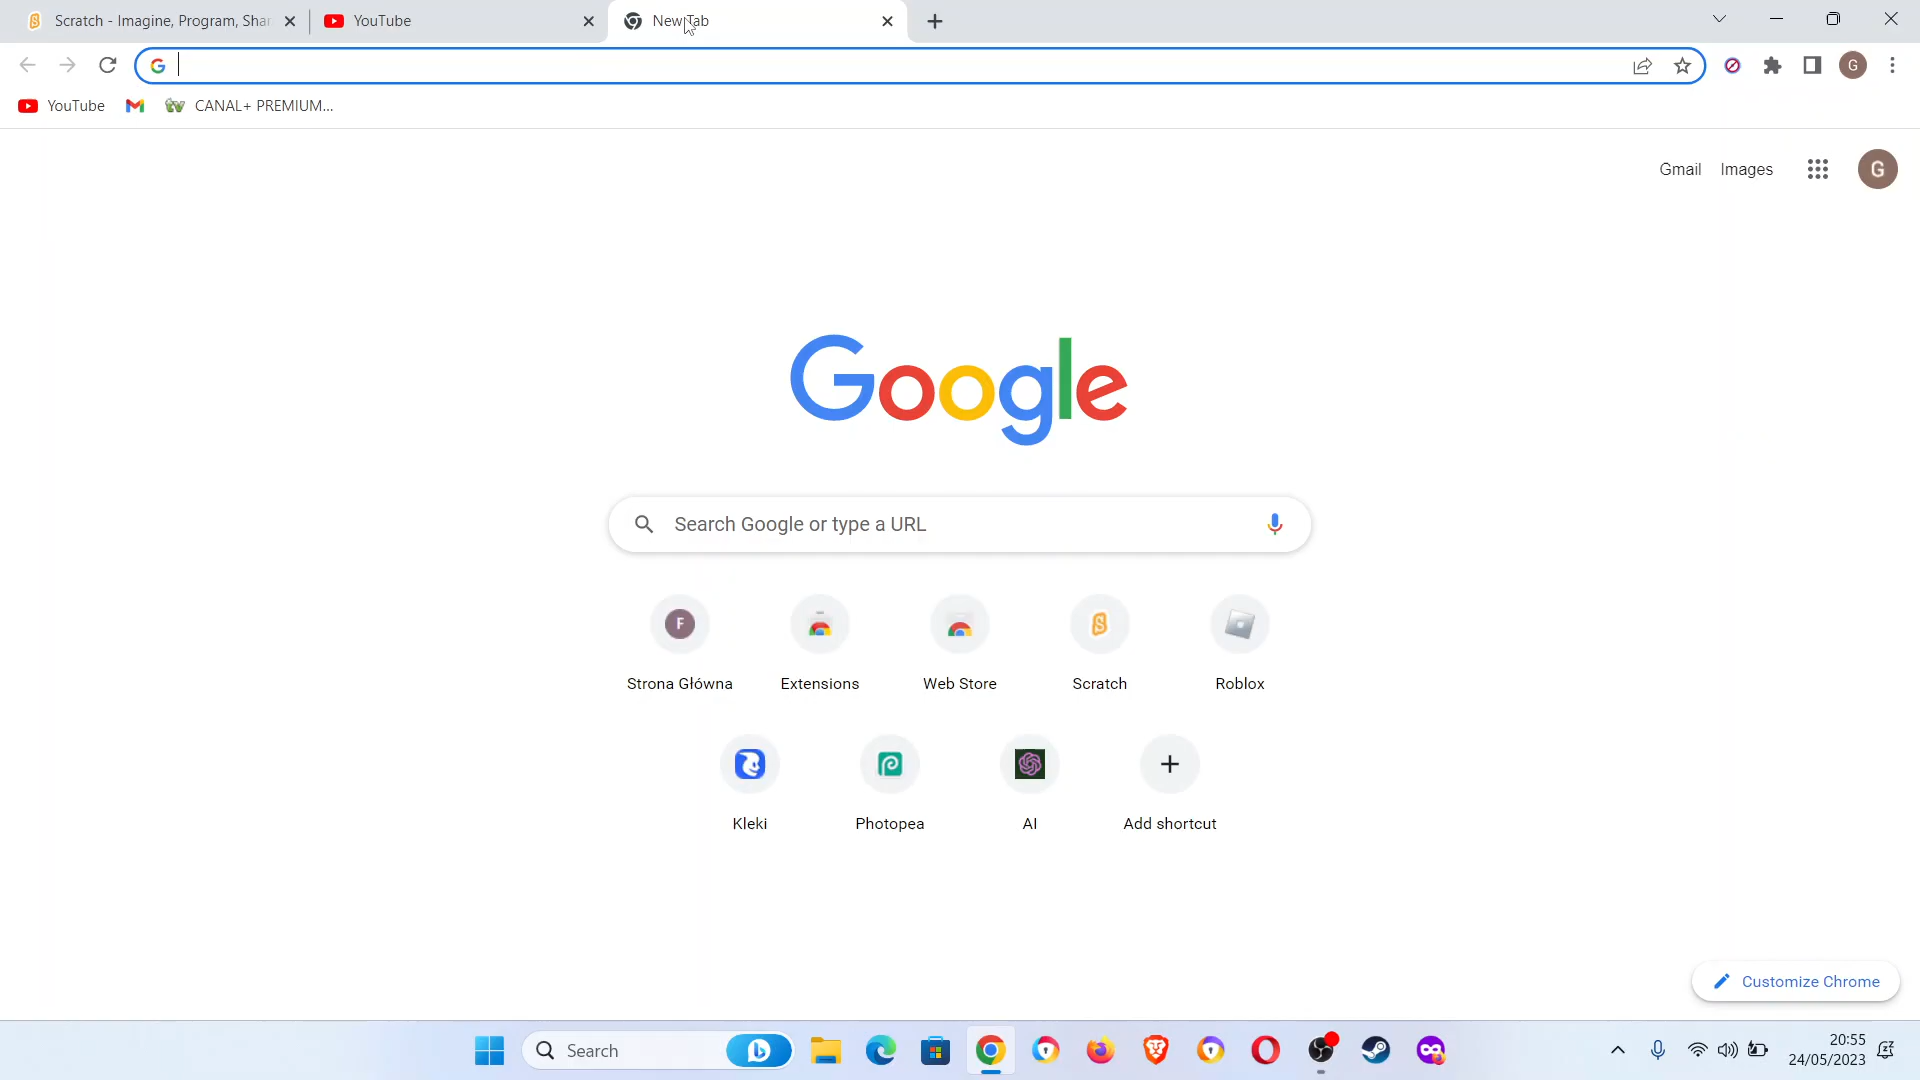 Scratch - Imagine, Program, Shar
YouTube
New Tab
G
YouTube
CANAL+ PREMIUM...
Gmail
Images
G
Google
Search Google or type a URL
F
Strona Główna
Extensions
Web Store
Scratch
Roblox
Kleki
Photopea
AI
Add shortcut
Customize Chrome
Search
20:55
24/05/2023